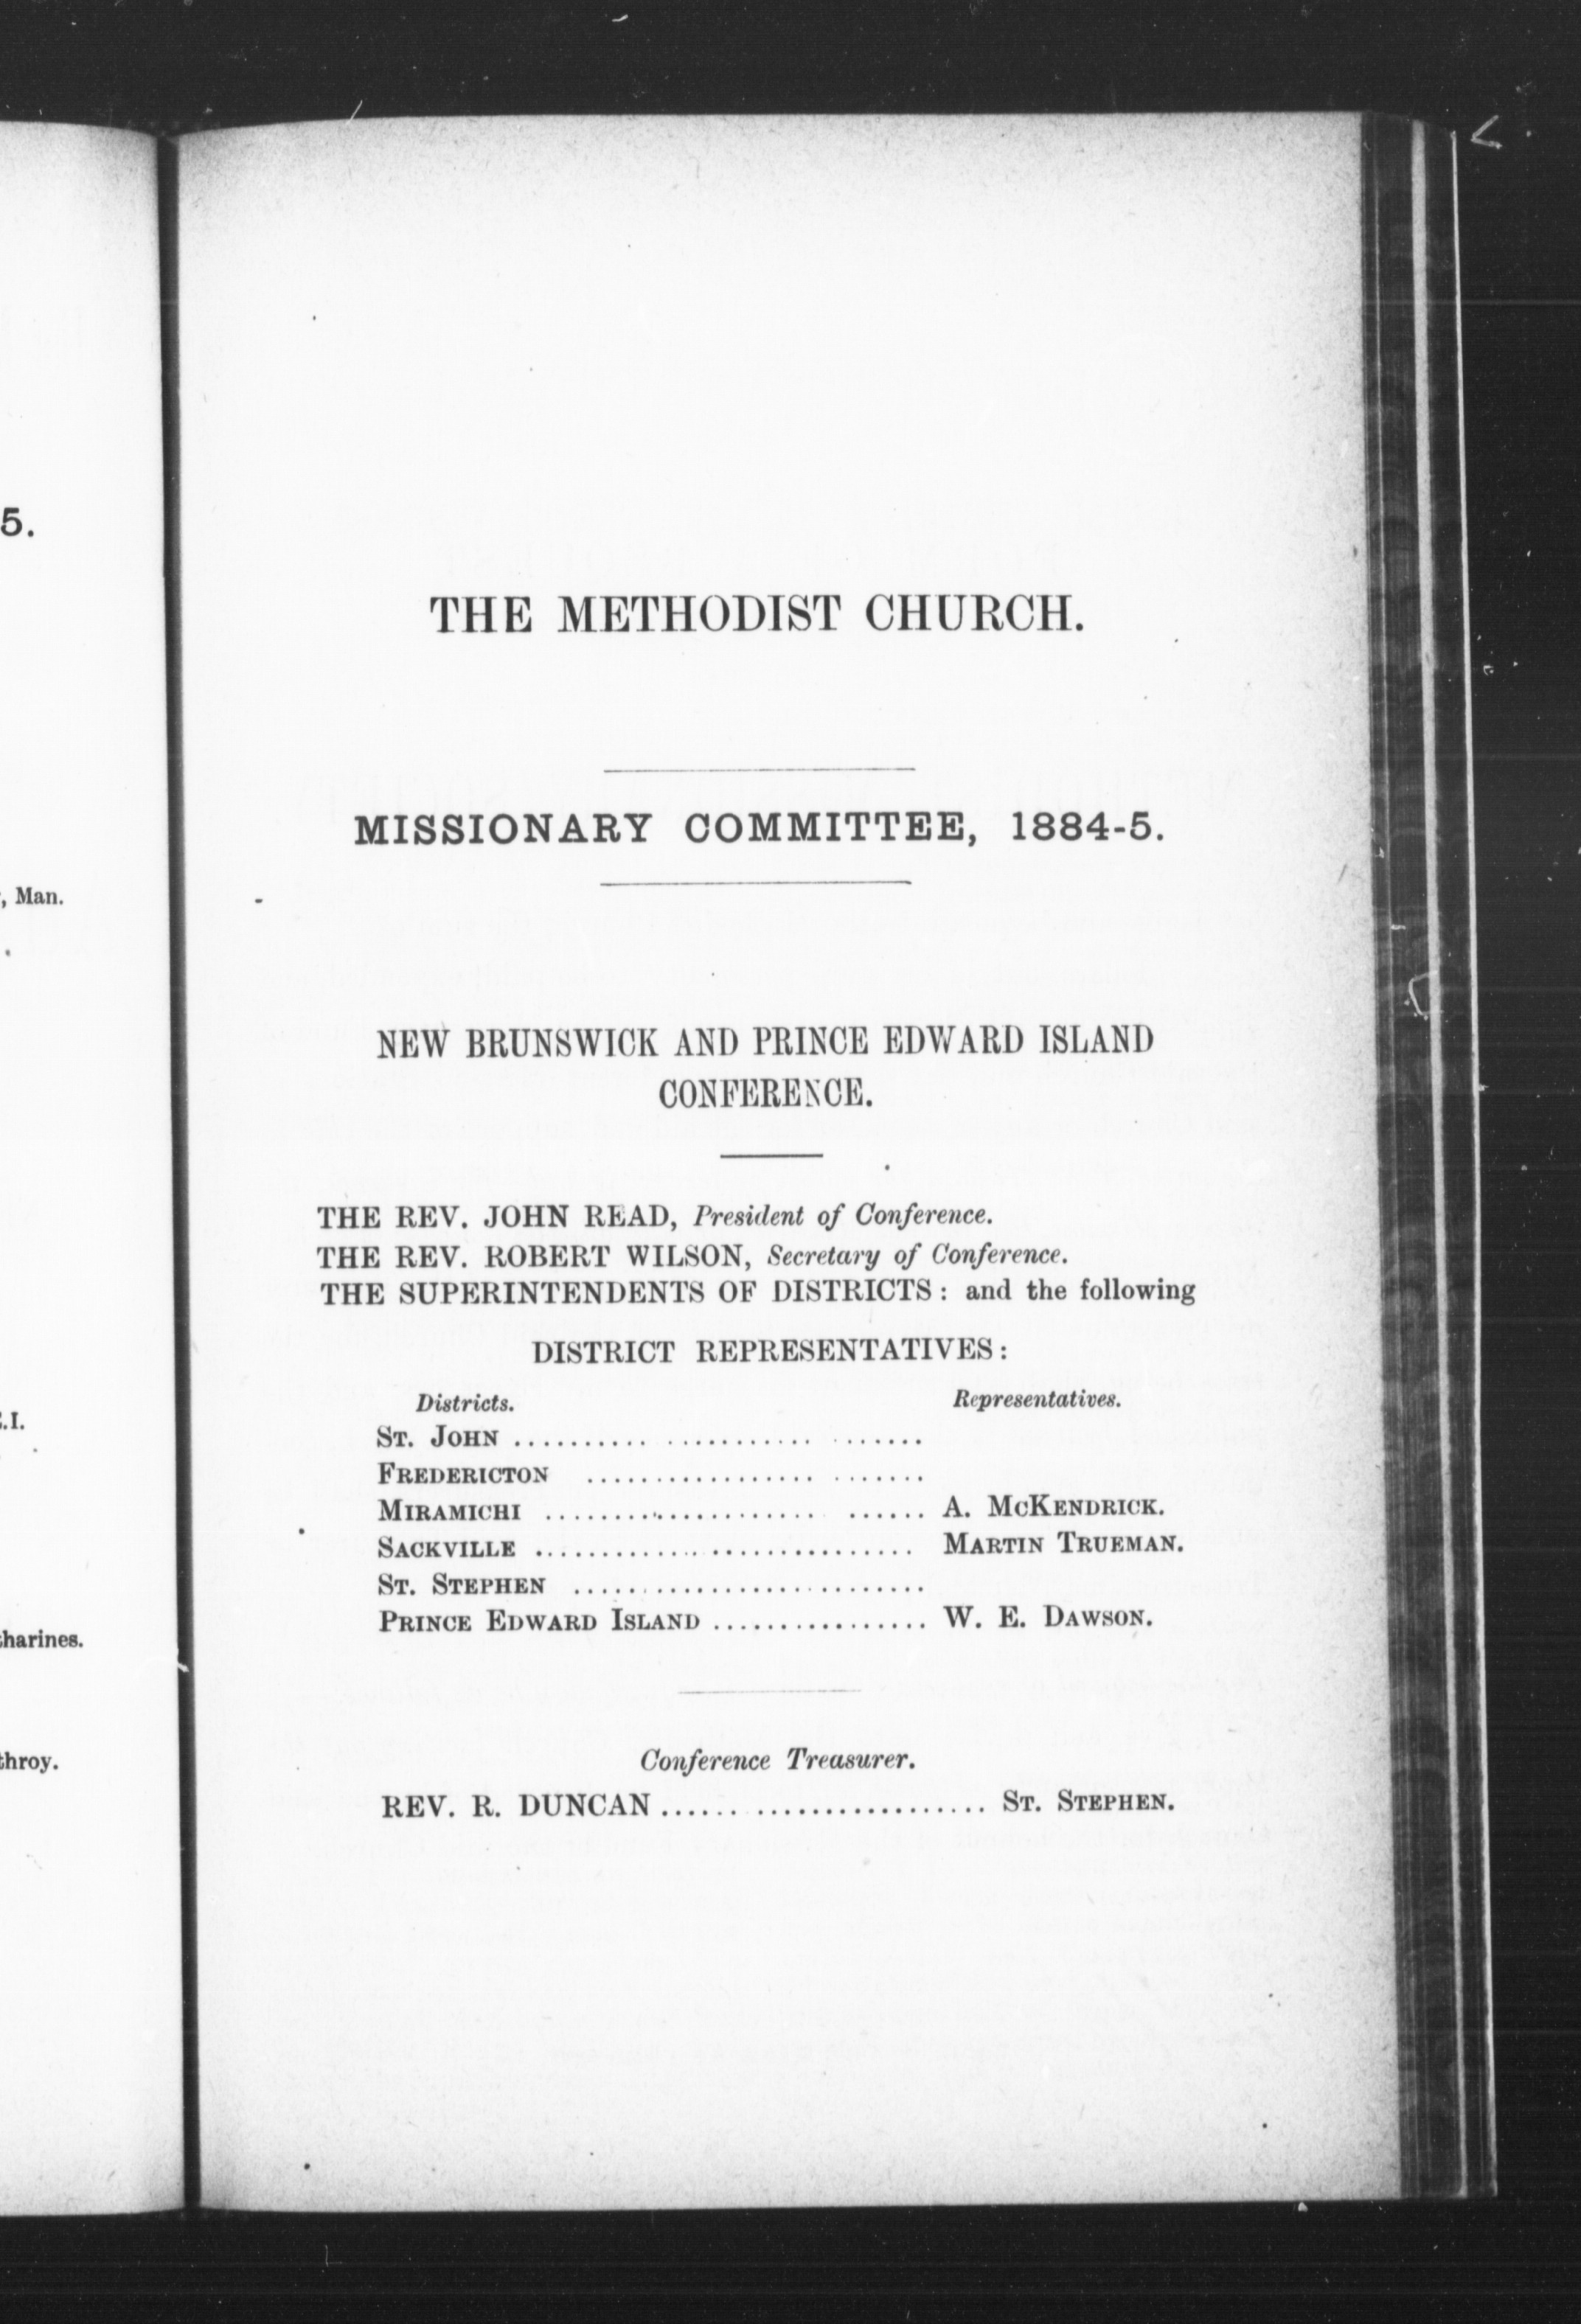 5.
, Man.
.I.
harines.
throy.
THE METHODIST CHURCH.
MISSIONARY COMMITTEE, 1884-5.
NEW BRUNSWICK AND PRINCE EDWARD ISLAND
CONFERENCE.
THE REV. JOHN READ, President of Conference.
THE REV. ROBERT WILSON, Secretary of Conference.
THE SUPERINTENDENTS OF DISTRICTS: and the following
DISTRICT REPRESENTATIVES:
Districts. Representatives.
ST. JOHN ..............................
FREDERICTON ..........................
MIRAMICHI ............................ A. MCKENDRICK.
SACKVILLE ............................ MARTIN TRUEMAN.
ST. STEPHEN ..........................
PRINCE EDWARD ISLAND ................ W. E. DAWSON.
Conference Treasurer.
REV. R. DUNCAN ........................ ST. STEPHEN.